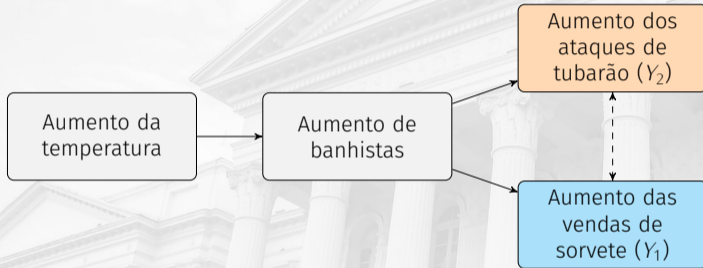 Aumento da
temperatura
Aumento de
banhistas
Aumento dos
ataques de
tubarão (Y₂)
Aumento das
vendas de
sorvete (Y₁)